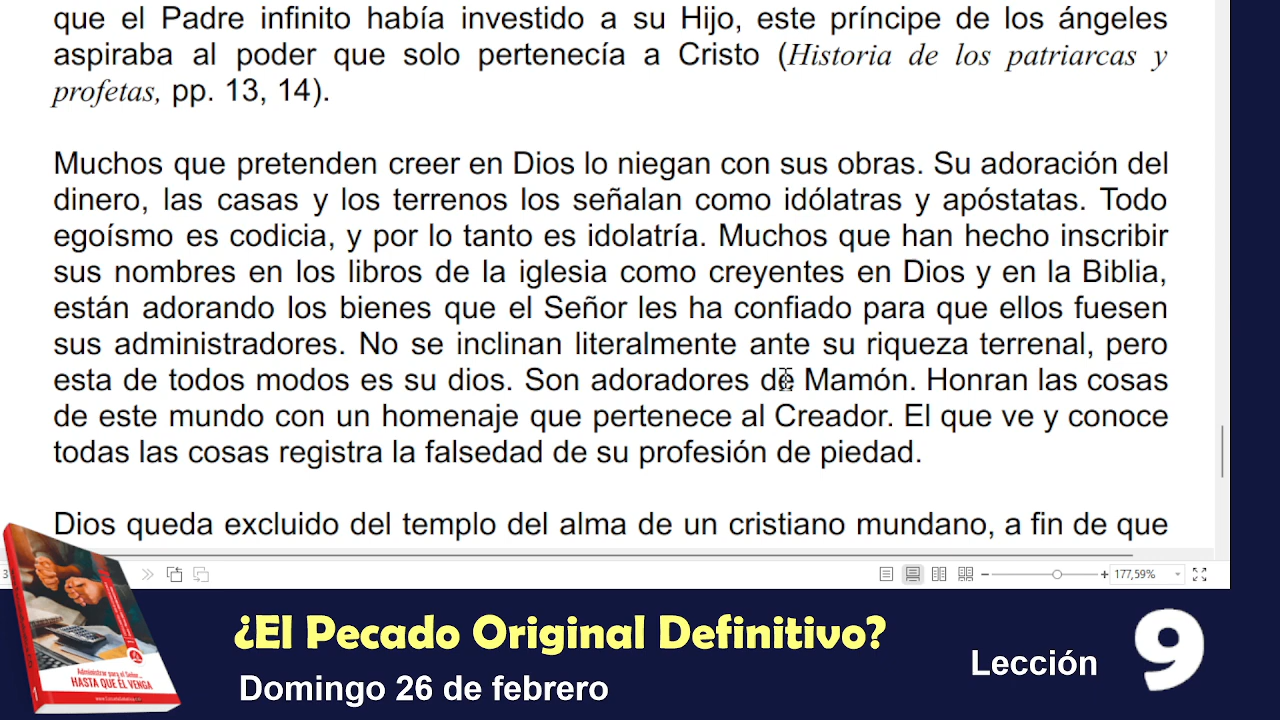 que el Padre infinito había investido a su Hijo, este príncipe de los ángeles
aspiraba al poder que solo pertenecía a Cristo (Historia de los patriarcas y
profetas, pp. 13, 14).
Muchos que pretenden creer en Dios lo niegan con sus obras. Su adoración del
dinero, las casas y los terrenos los señalan como idólatras y apóstatas. Todo
egoísmo es codicia, y por lo tanto es idolatría. Muchos que han hecho inscribir
sus nombres en los libros de la iglesia como creyentes en Dios y en la Biblia,
están adorando los bienes que el Señor les ha confiado para que ellos fuesen
sus administradores. No se inclinan literalmente ante su riqueza terrenal, pero
esta de todos modos es su dios. Son adoradores de Mamón. Honran las cosas
de este mundo con un homenaje que pertenece al Creador. El que ve y conoce
todas las cosas registra la falsedad de su profesión de piedad.
Dios queda excluido del templo del alma de un cristiano mundano, a fin de que
3
177,59%
Administrar para el Señor...
HASTA QUE ÉL VENGA
¿El Pecado Original Definitivo?
Domingo 26 de febrero
Lección 9